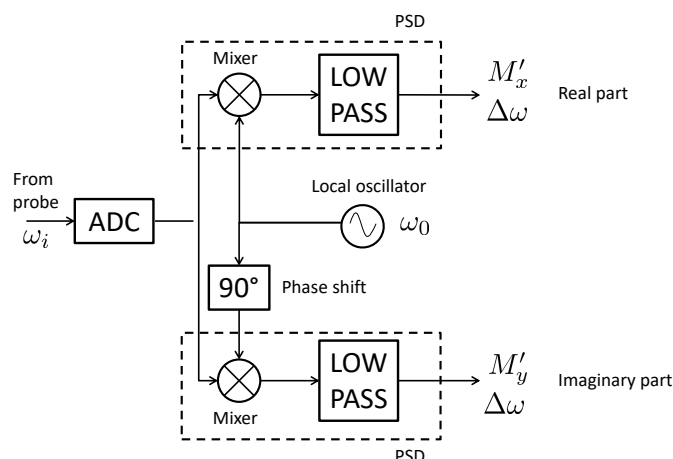 PSD
Mixer
LOW
PASS
M′ₓ
Δω
Real part
From
probe
ωᵢ
ADC
Local oscillator
ω₀
90°
Phase shift
LOW
PASS
Mixer
M′y
Δω
Imaginary part
PSD